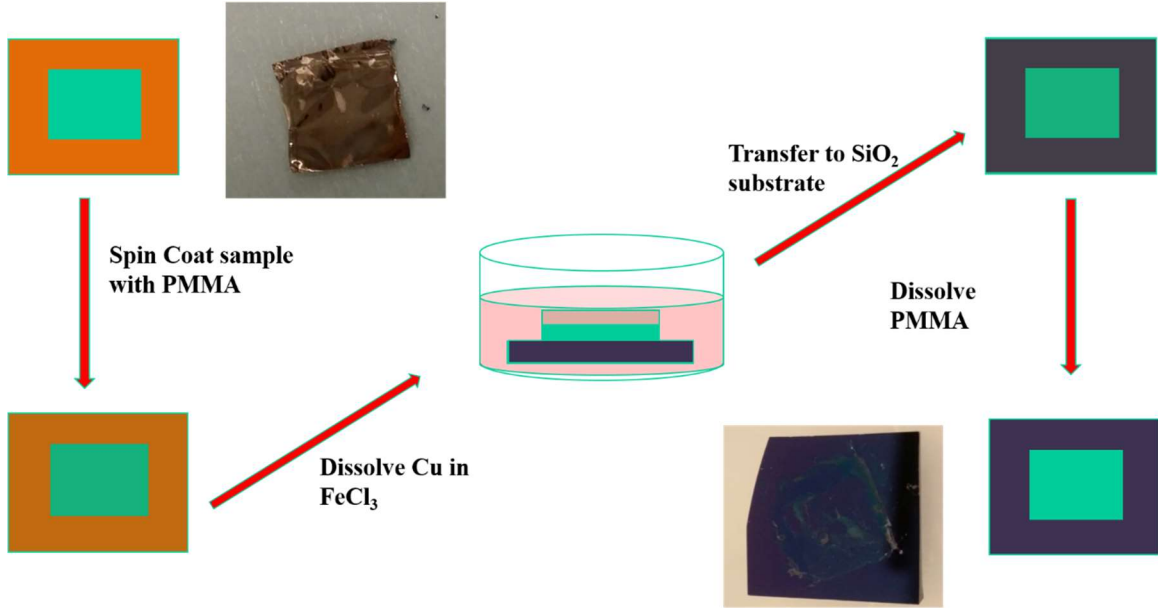 Spin Coat sample
with PMMA
Dissolve Cu in
FeCl₃
Transfer to SiO₂
substrate
Dissolve
PMMA